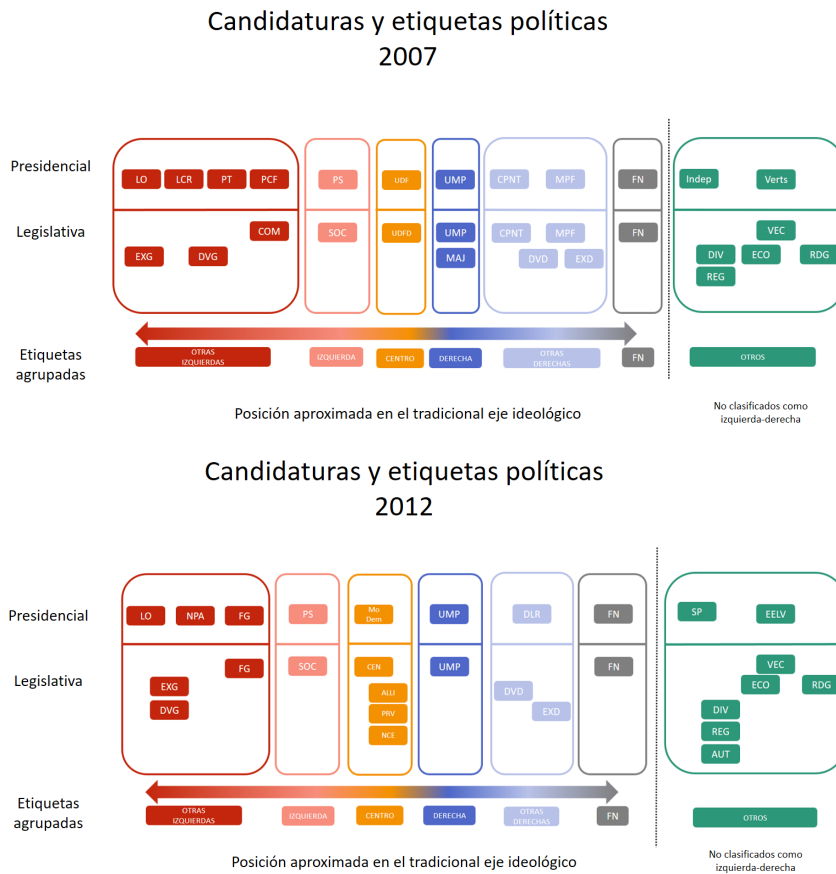 Candidaturas y etiquetas políticas
2007
Presidencial
LO LCR PT PCF PS UDF UMP CPNT MPF FN Indep Verts
Legislativa
COM SOC UDFD UMP CPNT MPF FN VEC
EXG DVG MAJ DVD EXD DIV ECO RDG
REG
Etiquetas
agrupadas
OTRAS
IZQUIERDAS
IZQUIERDA CENTRO DERECHA
OTRAS
DERECHAS
FN OTROS
Posición aproximada en el tradicional eje ideológico
No clasificados como
izquierda-derecha
Candidaturas y etiquetas políticas
2012
Presidencial
LO NPA FG PS
Mo
Dem
UMP DLR FN SP EELV
Legislativa
FG SOC CEN UMP FN VEC
EXG ALLI DVD ECO RDG
DVG PRV EXD DIV
NCE REG
AUT
Etiquetas
agrupadas
OTRAS
IZQUIERDAS
IZQUIERDA CENTRO DERECHA
OTRAS
DERECHAS
FN OTROS
Posición aproximada en el tradicional eje ideológico
No clasificados como
izquierda-derecha